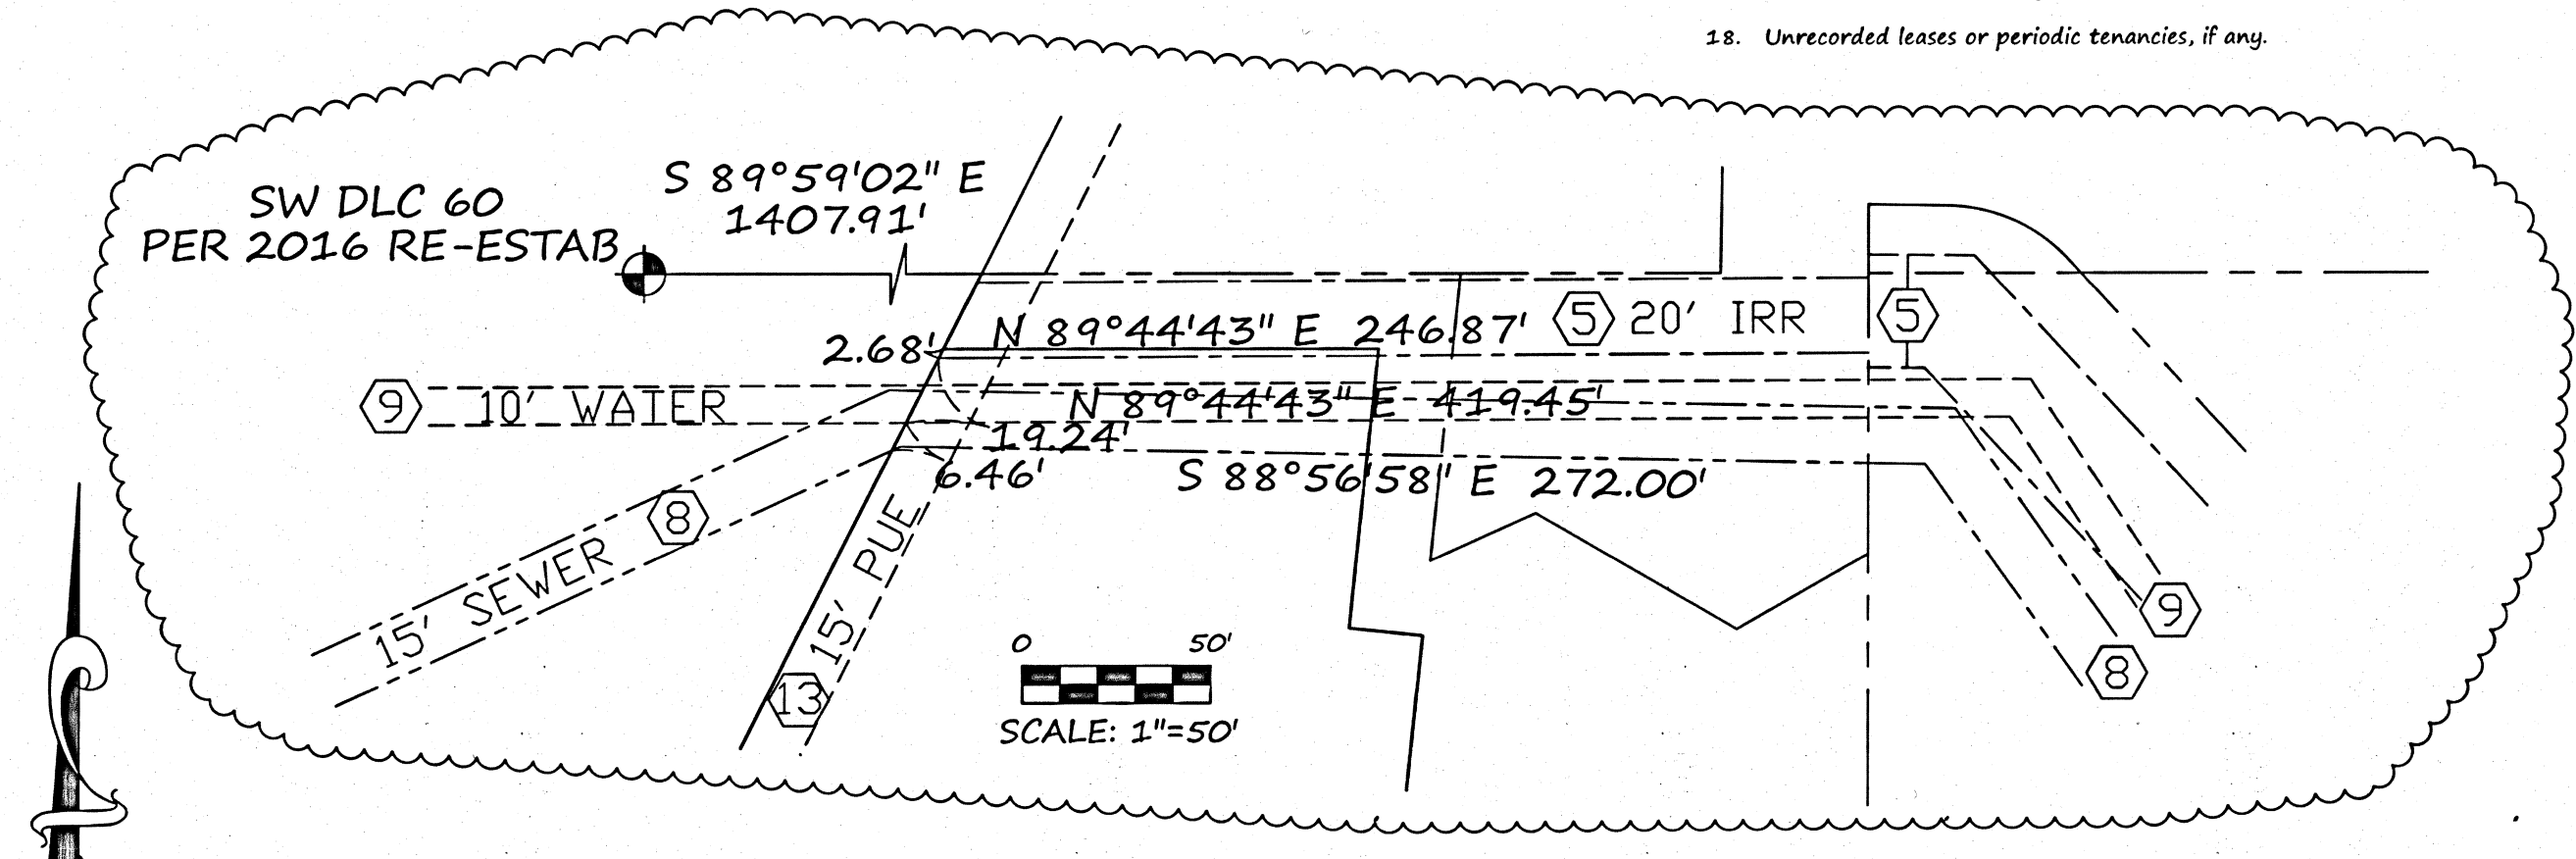 18. Unrecorded leases or periodic tenancies, if any.
S 89°59'02" E
1407.91'
SW DLC 60
PER 2016 RE-ESTAB
N 89°44'43" E 246.87'
5 20' IRR
5
2.68'
9 10' WATER
N 89°44'43" E 419.45'
19.24'
6.46'
S 88°56'58" E 272.00'
8
15' SEWER
15' PUE
13
9
8
0 50'
SCALE: 1"=50'